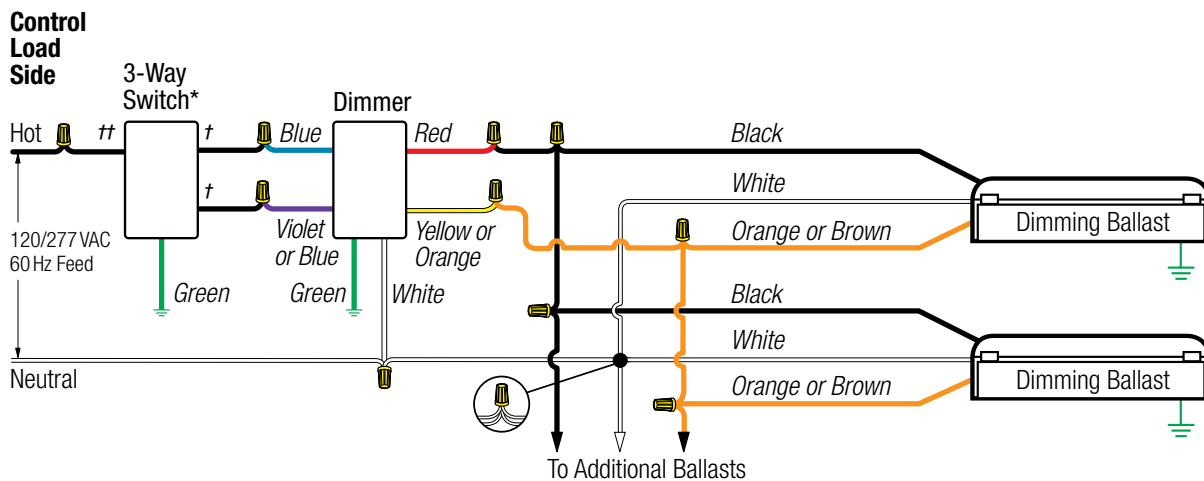 Control
Load
Side
3-Way
Switch*
Dimmer
Hot
††
†
Blue
Red
Black
White
†
120/277 VAC
60 Hz Feed
Violet
or Blue
Yellow or
Orange
Orange or Brown
Dimming Ballast
Green
Green
White
Black
White
Neutral
Orange or Brown
Dimming Ballast
To Additional Ballasts